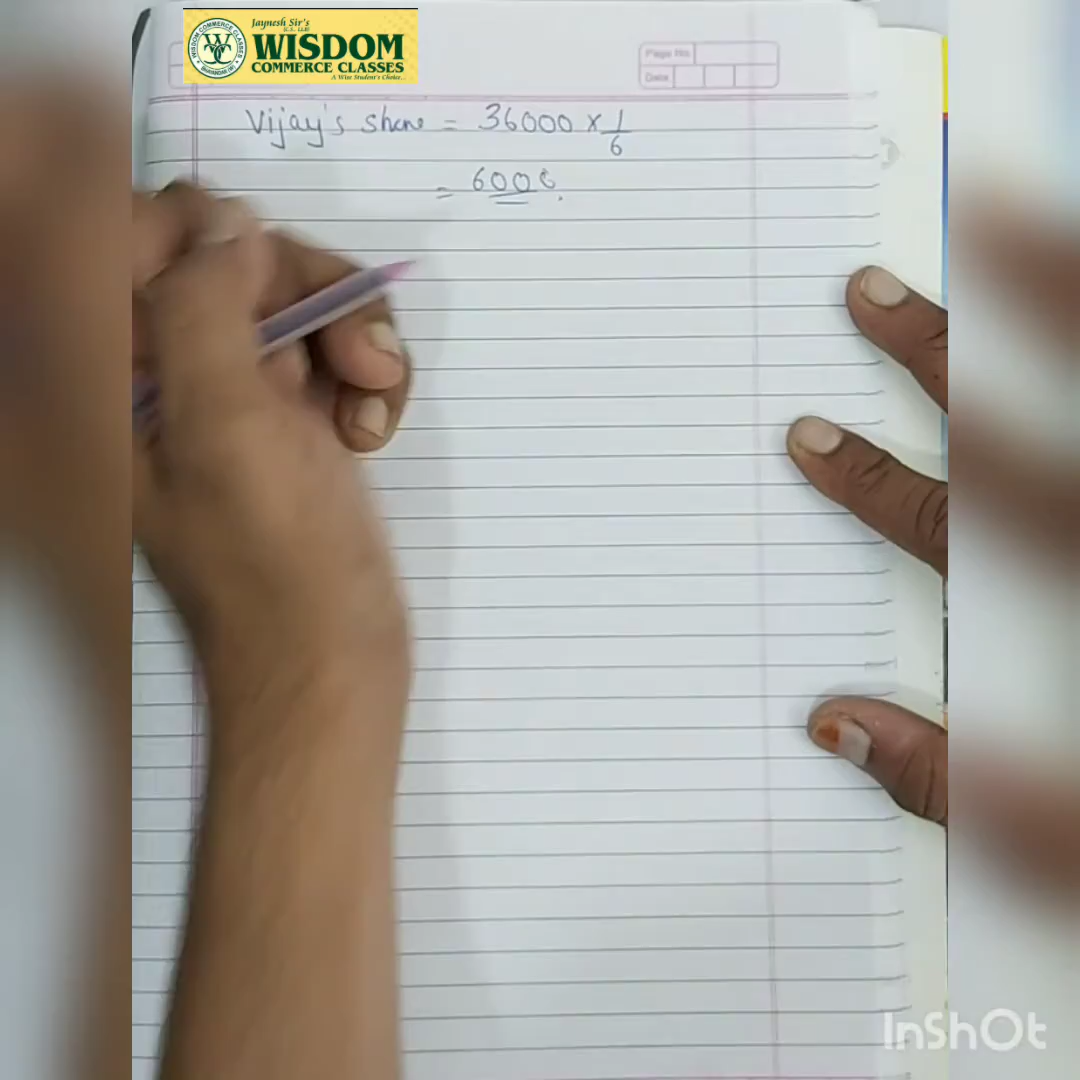 Jaynesh Sir's
WISDOM
COMMERCE CLASSES
A Wise Student's Choice..
Page No
Date
Vijay's share = 36000 × 1/6
= 6000.
InShOt